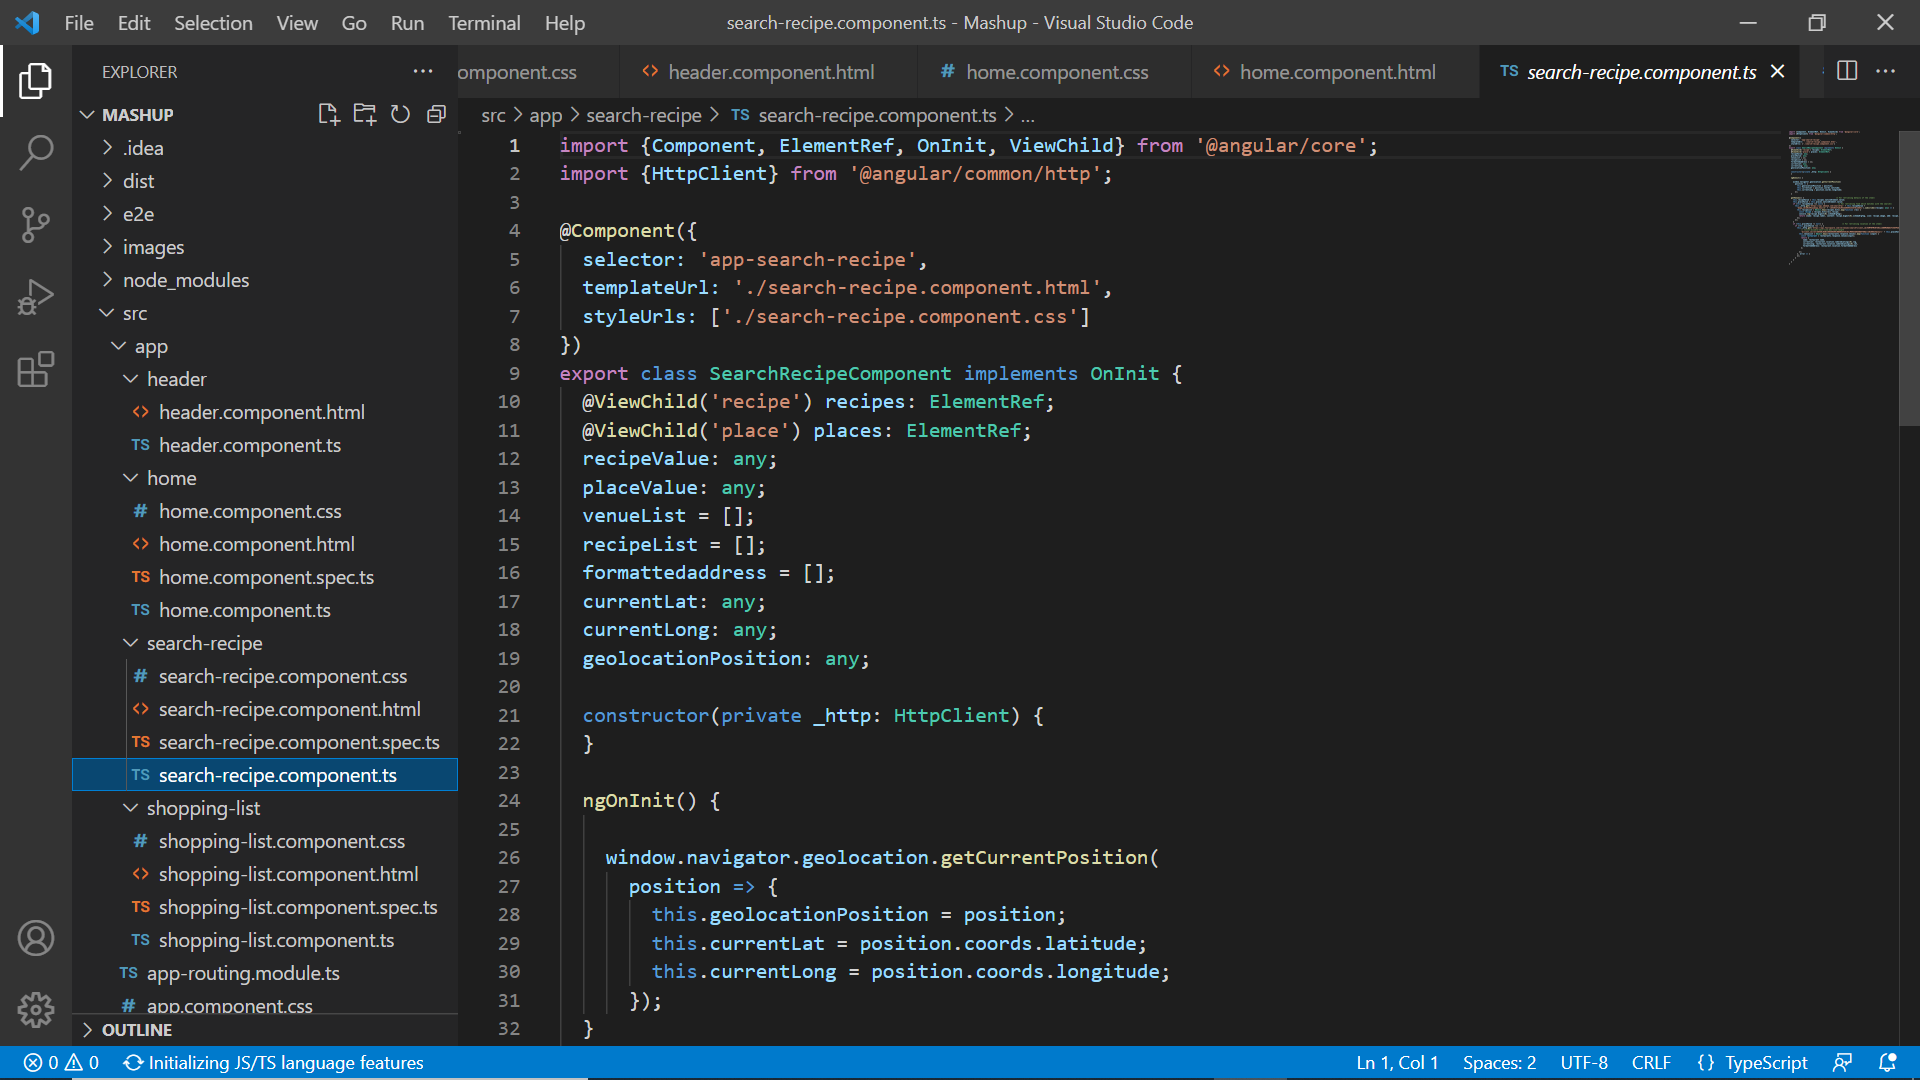 File Edit Selection View Go Run Terminal Help
search-recipe.component.ts - Mashup - Visual Studio Code
EXPLORER
omponent.css
header.component.html
# home.component.css
home.component.html
TS search-recipe.component.ts
MASHUP
.idea
dist
e2e
images
node_modules
src
app
header
header.component.html
TS header.component.ts
home
# home.component.css
home.component.html
TS home.component.spec.ts
TS home.component.ts
search-recipe
# search-recipe.component.css
search-recipe.component.html
TS search-recipe.component.spec.ts
TS search-recipe.component.ts
shopping-list
# shopping-list.component.css
shopping-list.component.html
TS shopping-list.component.spec.ts
TS shopping-list.component.ts
TS app-routing.module.ts
# app.component.css
OUTLINE
src > app > search-recipe > TS search-recipe.component.ts > ...
1 import {Component, ElementRef, OnInit, ViewChild} from '@angular/core';
2 import {HttpClient} from '@angular/common/http';
3
4 @Component({
5 selector: 'app-search-recipe',
6 templateUrl: './search-recipe.component.html',
7 styleUrls: ['./search-recipe.component.css']
8 })
9 export class SearchRecipeComponent implements OnInit {
10 @ViewChild('recipe') recipes: ElementRef;
11 @ViewChild('place') places: ElementRef;
12 recipeValue: any;
13 placeValue: any;
14 venueList = [];
15 recipeList = [];
16 formattedaddress = [];
17 currentLat: any;
18 currentLong: any;
19 geolocationPosition: any;
20
21 constructor(private _http: HttpClient) {
22 }
23
24 ngOnInit() {
25
26 window.navigator.geolocation.getCurrentPosition(
27 position => {
28 this.geolocationPosition = position;
29 this.currentLat = position.coords.latitude;
30 this.currentLong = position.coords.longitude;
31 });
32 }
0 0 Initializing JS/TS language features
Ln 1, Col 1 Spaces: 2 UTF-8 CRLF {} TypeScript